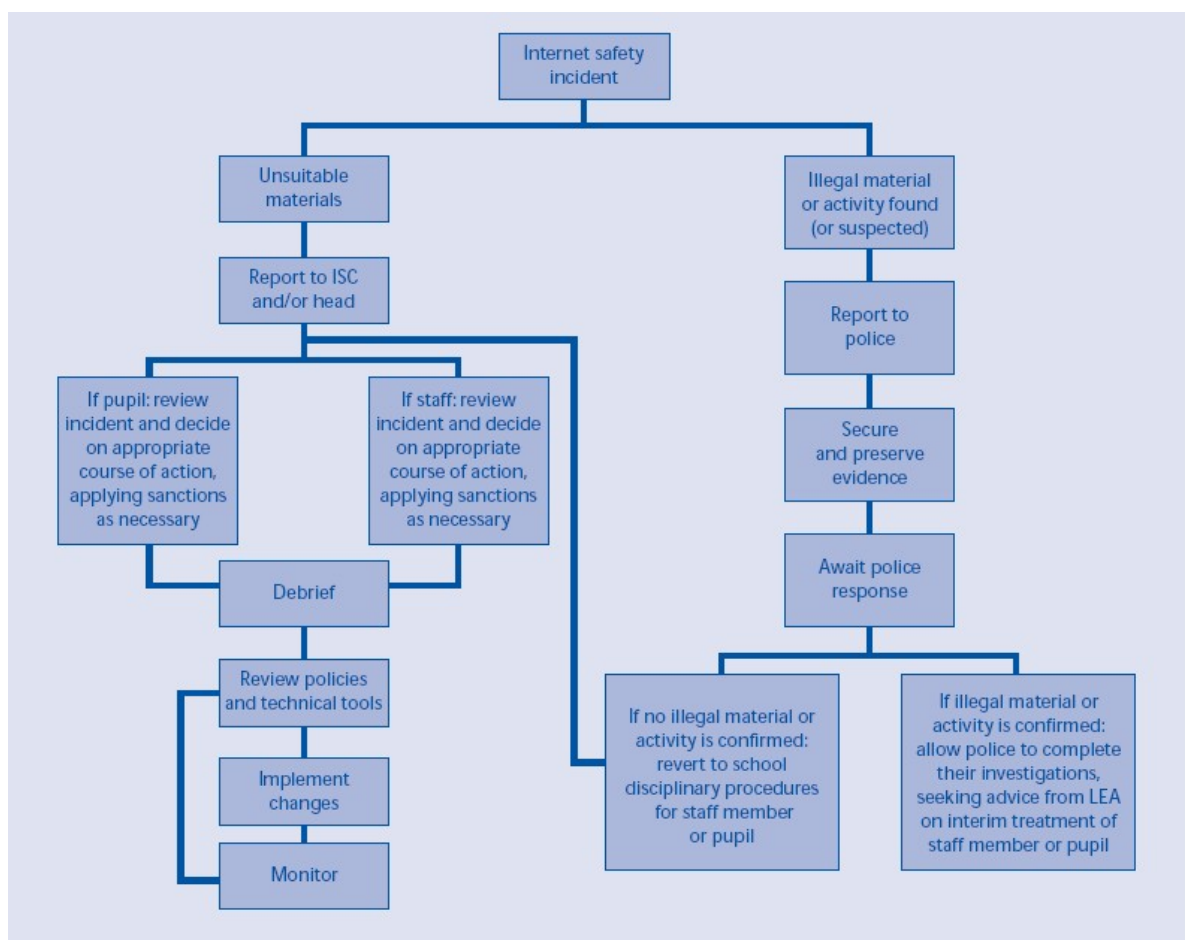 Internet safety
incident
Unsuitable
materials
Illegal material
or activity found
(or suspected)
Report to ISC
and/or head
Report to
police
If pupil: review
incident and decide
on appropriate
course of action,
applying sanctions
as necessary
If staff: review
incident and decide
on appropriate
course of action,
applying sanctions
as necessary
Secure
and preserve
evidence
Debrief
Await police
response
Review policies
and technical tools
If no illegal material or
activity is confirmed:
revert to school
disciplinary procedures
for staff member
or pupil
If illegal material or
activity is confirmed:
allow police to complete
their investigations,
seeking advice from LEA
on interim treatment of
staff member or pupil
Implement
changes
Monitor